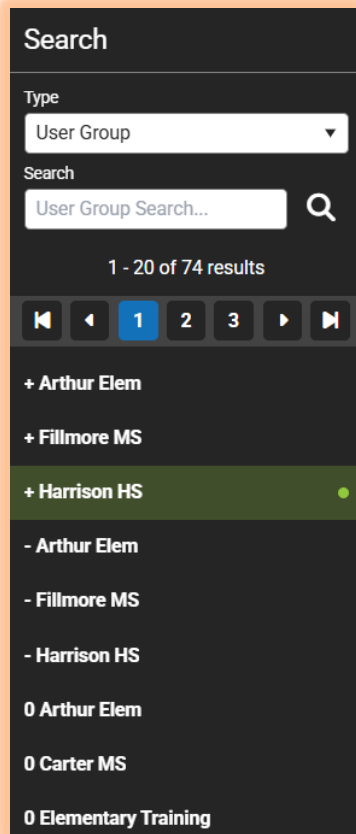 Search
Type
User Group
Search
User Group Search...
1 - 20 of 74 results
1 2 3
+ Arthur Elem
+ Fillmore MS
+ Harrison HS
- Arthur Elem
- Fillmore MS
- Harrison HS
0 Arthur Elem
0 Carter MS
0 Elementary Training